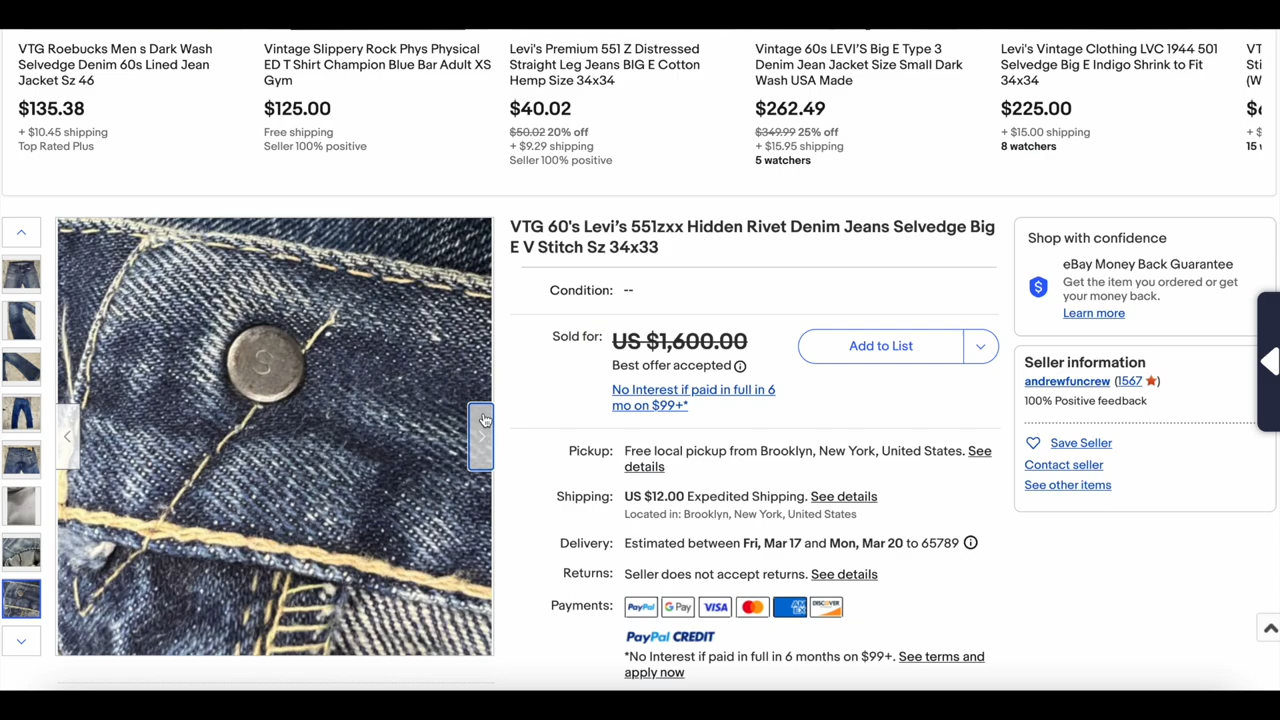 VTG Roebucks Men s Dark Wash
Selvedge Denim 60s Lined Jean
Jacket Sz 46
$135.38
+ $10.45 shipping
Top Rated Plus
Vintage Slippery Rock Phys Physical
ED T Shirt Champion Blue Bar Adult XS
Gym
$125.00
Free shipping
Seller 100% positive
Levi's Premium 551 Z Distressed
Straight Leg Jeans BIG E Cotton
Hemp Size 34x34
$40.02
$50.02 20% off
+ $9.29 shipping
Seller 100% positive
Vintage 60s LEVI'S Big E Type 3
Denim Jean Jacket Size Small Dark
Wash USA Made
$262.49
$349.99 25% off
+ $15.95 shipping
5 watchers
Levi's Vintage Clothing LVC 1944 501
Selvedge Big E Indigo Shrink to Fit
34x34
$225.00
+ $15.00 shipping
8 watchers
VT
Sti
(W
+ $
15
S
VTG 60's Levi's 551zxx Hidden Rivet Denim Jeans Selvedge Big
E V Stitch Sz 34x33
Condition: --
Sold for: US $1,600.00
Best offer accepted
No Interest if paid in full in 6
mo on $99+*
Add to List
Pickup: Free local pickup from Brooklyn, New York, United States. See
details
Shipping: US $12.00 Expedited Shipping. See details
Located in: Brooklyn, New York, United States
Delivery: Estimated between Fri, Mar 17 and Mon, Mar 20 to 65789
Returns: Seller does not accept returns. See details
Payments: PayPal G Pay VISA AM EX DISCOVER
PayPal CREDIT
*No Interest if paid in full in 6 months on $99+. See terms and
apply now
Shop with confidence
eBay Money Back Guarantee
Get the item you ordered or get
your money back.
Learn more
Seller information
andrewfuncrew (1567)
100% Positive feedback
Save Seller
Contact seller
See other items